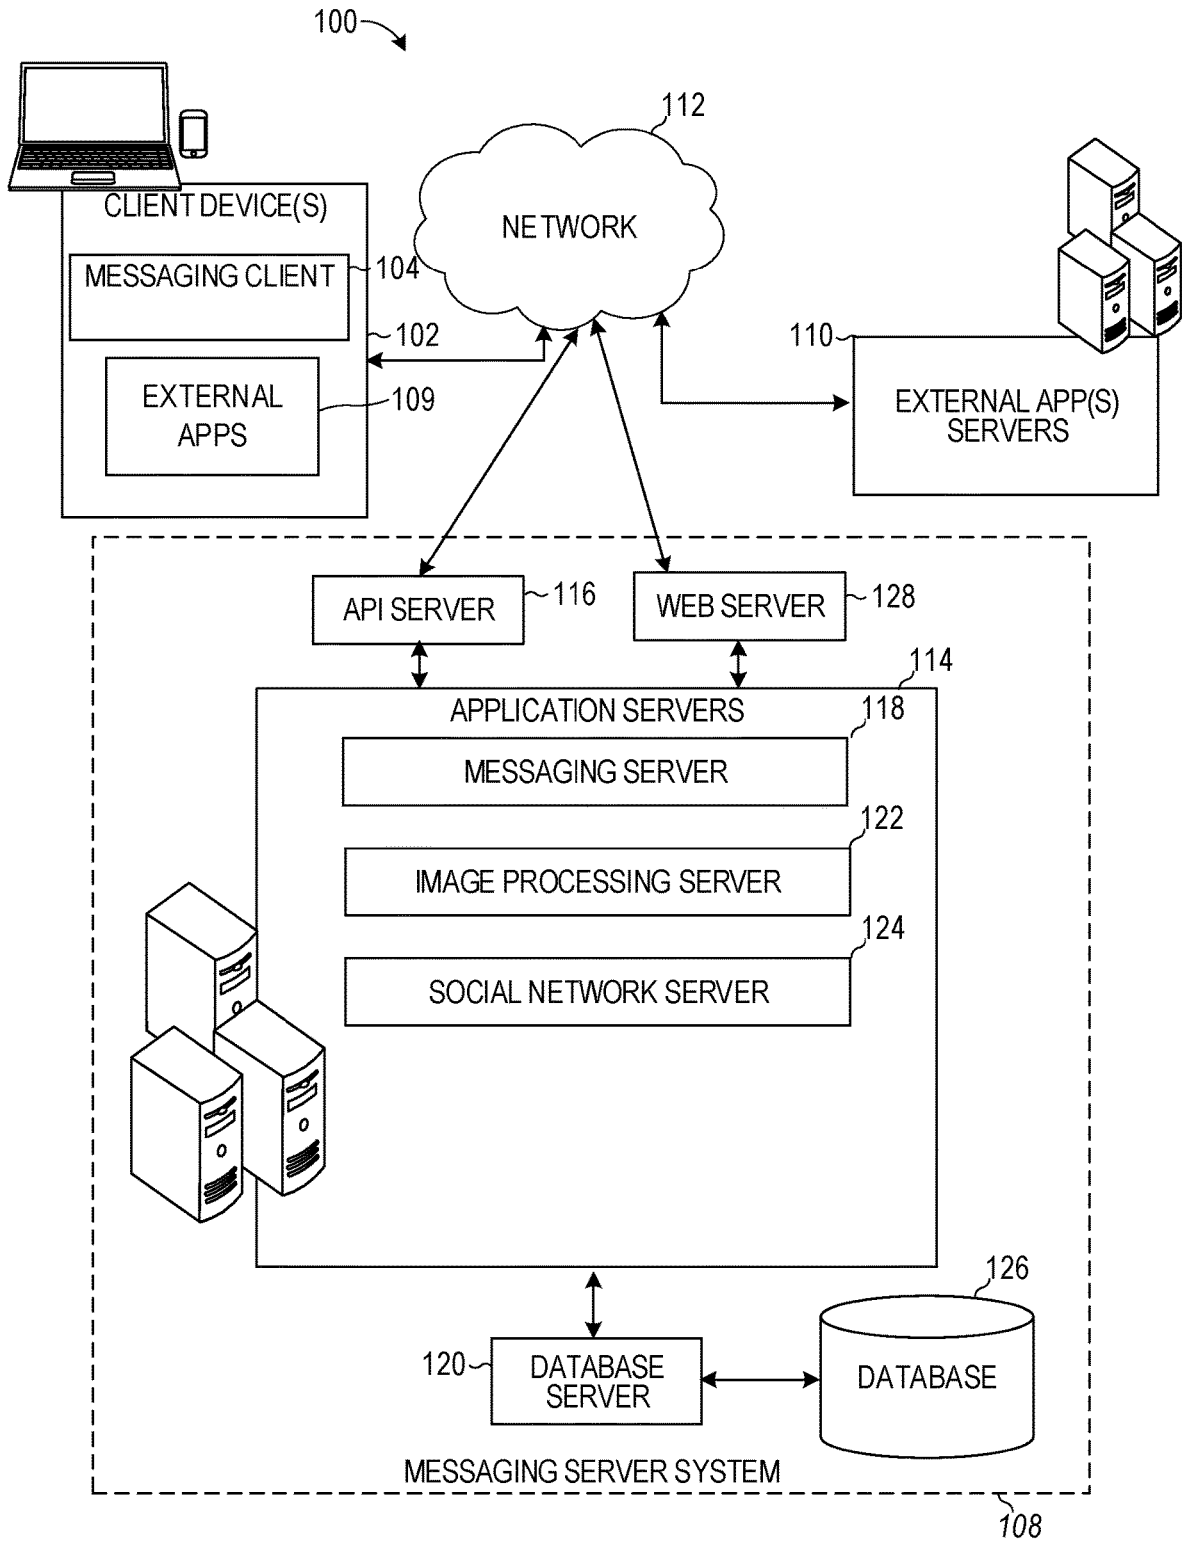 100
112
CLIENT DEVICE(S)
NETWORK
MESSAGING CLIENT
104
102
110
EXTERNAL
APPS
109
EXTERNAL APP(S)
SERVERS
API SERVER
116
WEB SERVER
128
114
APPLICATION SERVERS
118
MESSAGING SERVER
122
IMAGE PROCESSING SERVER
124
SOCIAL NETWORK SERVER
126
120
DATABASE
SERVER
DATABASE
MESSAGING SERVER SYSTEM
108